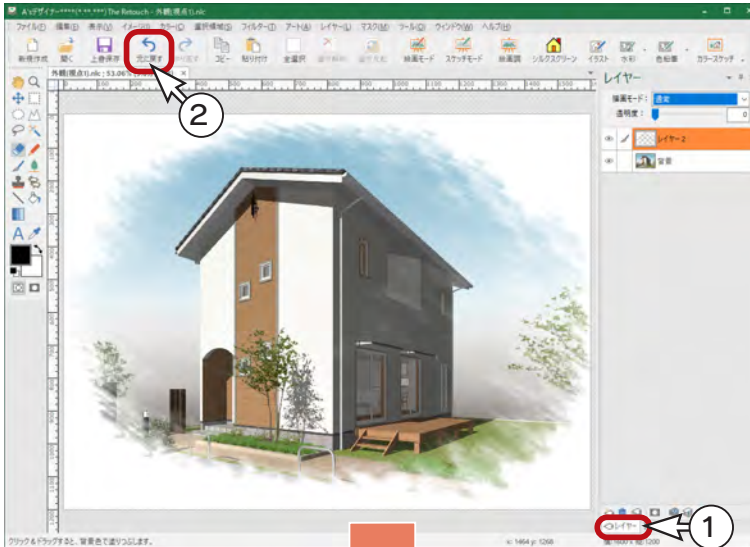 A'sデザイナー****(*.**.***) The Retouch - 外観(視点1).nlc
ファイル(F) 編集(E) 表示(V) イメージ(I) カラー(C) 選択領域(S) フィルター(T) アート(A) レイヤー(L) マスク(M) ツール(O) ウィンドウ(W) ヘルプ(H)
新規作成 開く 上書保存 元に戻す コピー 貼り付け 全選択 絵画モード スケッチモード 絵画調 シルクスクリーン イラスト 水彩 色鉛筆 カラースケッチ
外観(視点1).nlc : 53.06%
②
レイヤー
描画モード: 通常
透明度: 0
レイヤー2
背景
レイヤー
①
クリック&ドラッグすると、背景色で塗りつぶします。
x: 1464 y: 1268
幅: 1600 x 高: 1200